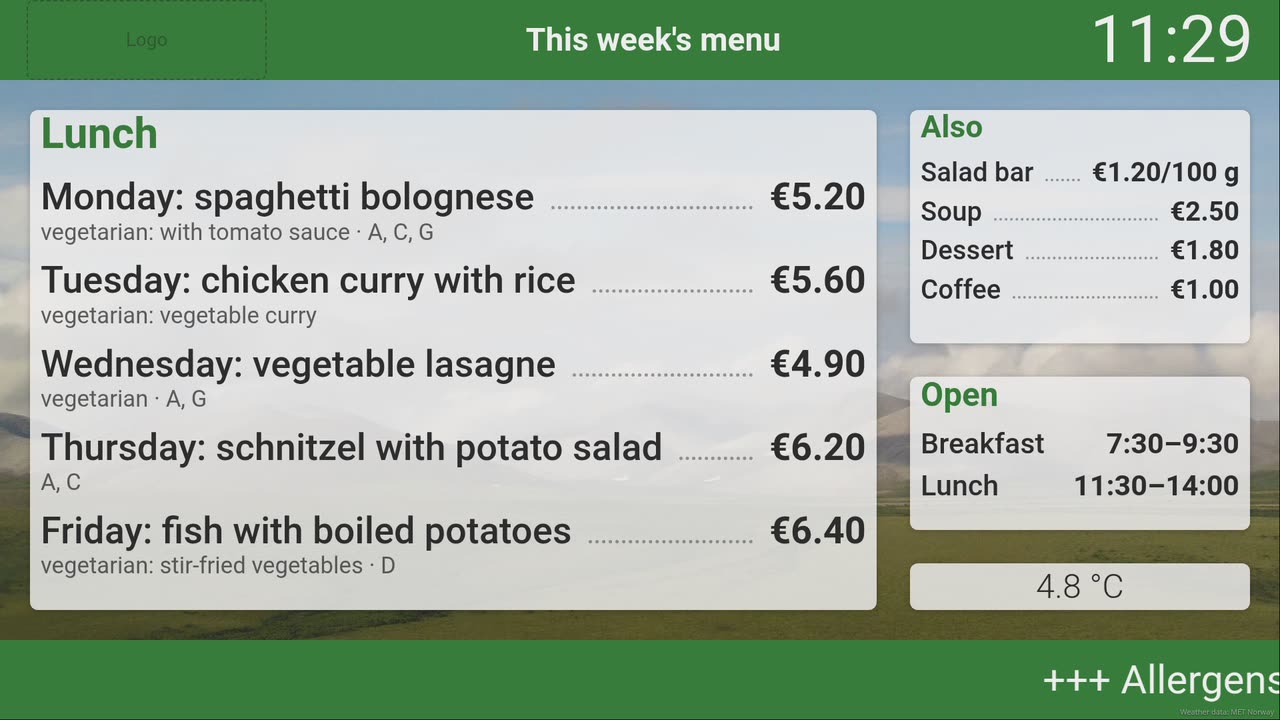 Logo
This week's menu
11:29
Lunch
Monday: spaghetti bolognese €5.20
vegetarian: with tomato sauce · A, C, G
Tuesday: chicken curry with rice €5.60
vegetarian: vegetable curry
Wednesday: vegetable lasagne €4.90
vegetarian · A, G
Thursday: schnitzel with potato salad €6.20
A, C
Friday: fish with boiled potatoes €6.40
vegetarian: stir-fried vegetables · D
Also
Salad bar €1.20/100 g
Soup €2.50
Dessert €1.80
Coffee €1.00
Open
Breakfast 7:30–9:30
Lunch 11:30–14:00
4.8 °C
+++ Allergens
Weather data: MET Norway